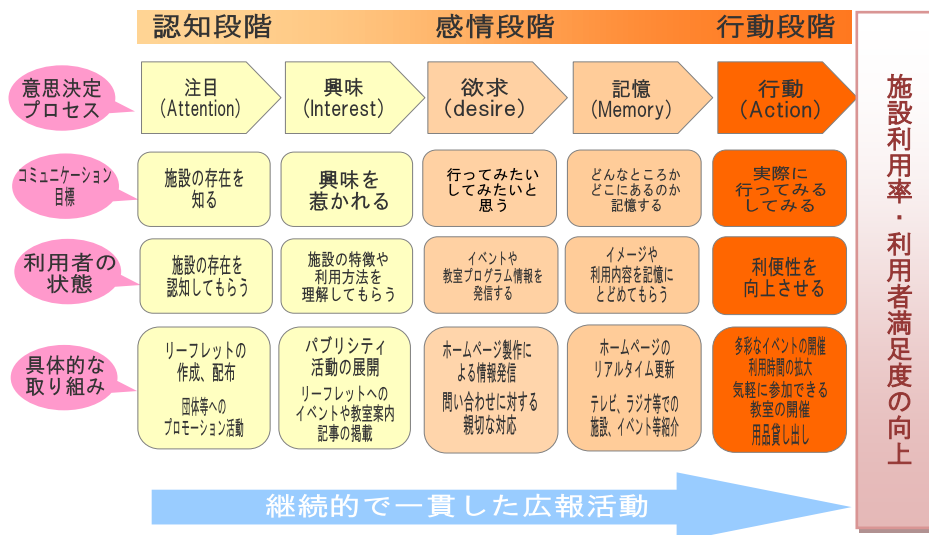 認知段階
感情段階
行動段階
意思決定
プロセス
注目
(Attention)
興味
(Interest)
欲求
(desire)
記憶
(Memory)
行動
(Action)
コミュニケーション
目標
施設の存在を
知る
興味を
惹かれる
行ってみたい
してみたいと
思う
どんなところか
どこにあるのか
記憶する
実際に
行ってみる
してみる
利用者の
状態
施設の存在を
認知してもらう
施設の特徴や
利用方法を
理解してもらう
イベントや
教室プログラム情報を
発信する
イメージや
利用内容を記憶に
とどめてもらう
利便性を
向上させる
具体的な
取り組み
リーフレットの
作成、配布
団体等への
プロモーション活動
パブリシティ
活動の展開
リーフレットへの
イベントや教室案内
記事の掲載
ホームページ製作に
よる情報発信
問い合わせに対する
親切な対応
ホームページの
リアルタイム更新
テレビ、ラジオ等での
施設、イベント等紹介
多彩なイベントの開催
利用時間の拡大
気軽に参加できる
教室の開催
用品貸し出し
継続的で一貫した広報活動
施設利用率・利用者満足度の向上